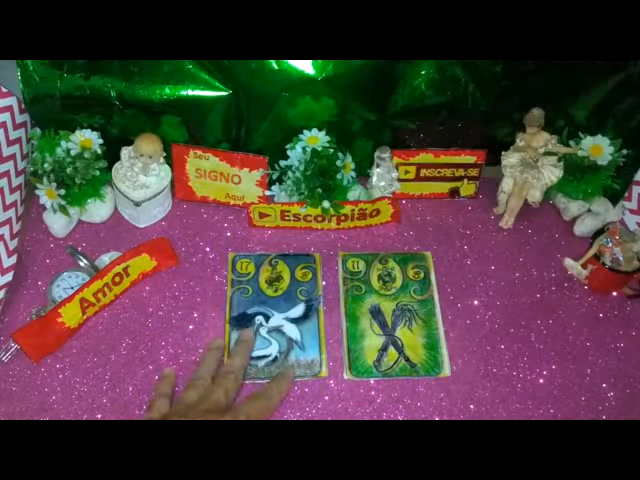 Seu
SIGNO
Aqui
INSCREVA-SE
Escorpião
Amor
17
11